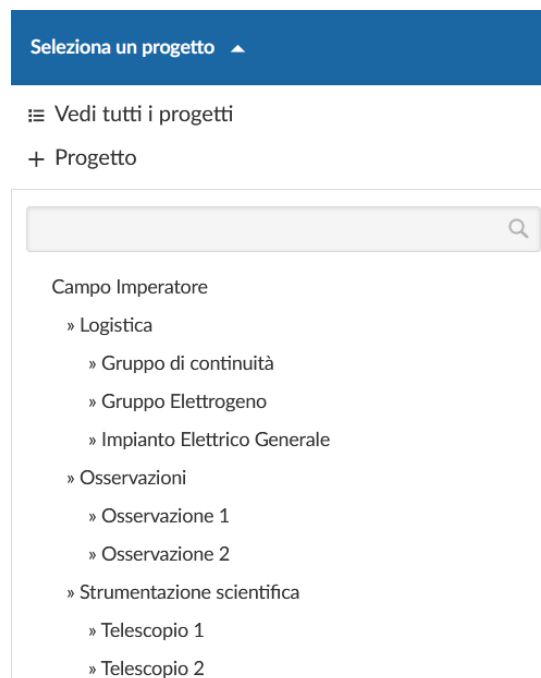 Seleziona un progetto
Vedi tutti i progetti
+ Progetto
Campo Imperatore
» Logistica
» Gruppo di continuità
» Gruppo Elettrogeno
» Impianto Elettrico Generale
» Osservazioni
» Osservazione 1
» Osservazione 2
» Strumentazione scientifica
» Telescopio 1
» Telescopio 2